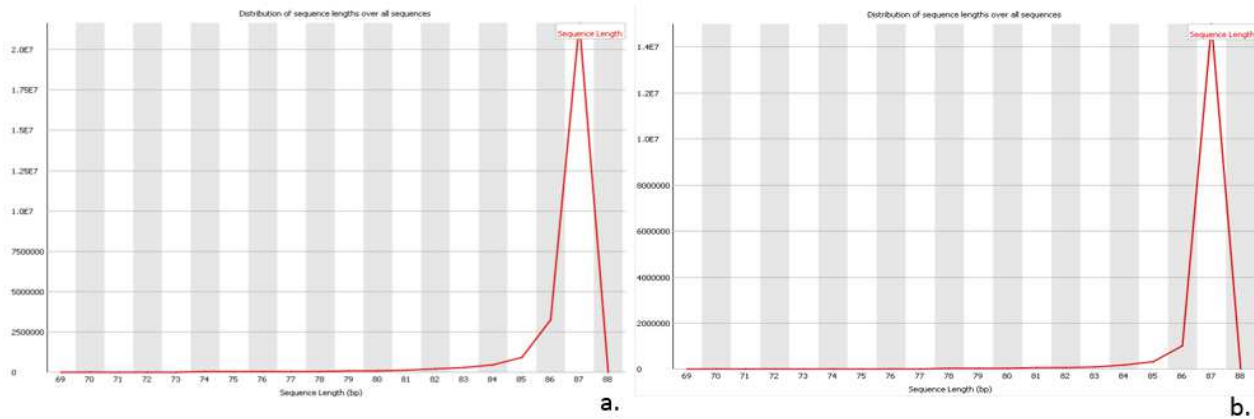 Distribution of sequence lengths over all sequences
Sequence Length
2.0E7
1.75E7
1.5E7
1.25E7
1.0E7
7500000
5000000
2500000
0
69 70 71 72 73 74 75 76 77 78 79 80 81 82 83 84 85 86 87 88
Sequence Length (bp)
a.
Distribution of sequence lengths over all sequences
Sequence Length
1.4E7
1.2E7
1.0E7
8000000
6000000
4000000
2000000
0
69 70 71 72 73 74 75 76 77 78 79 80 81 82 83 84 85 86 87 88
Sequence Length (bp)
b.